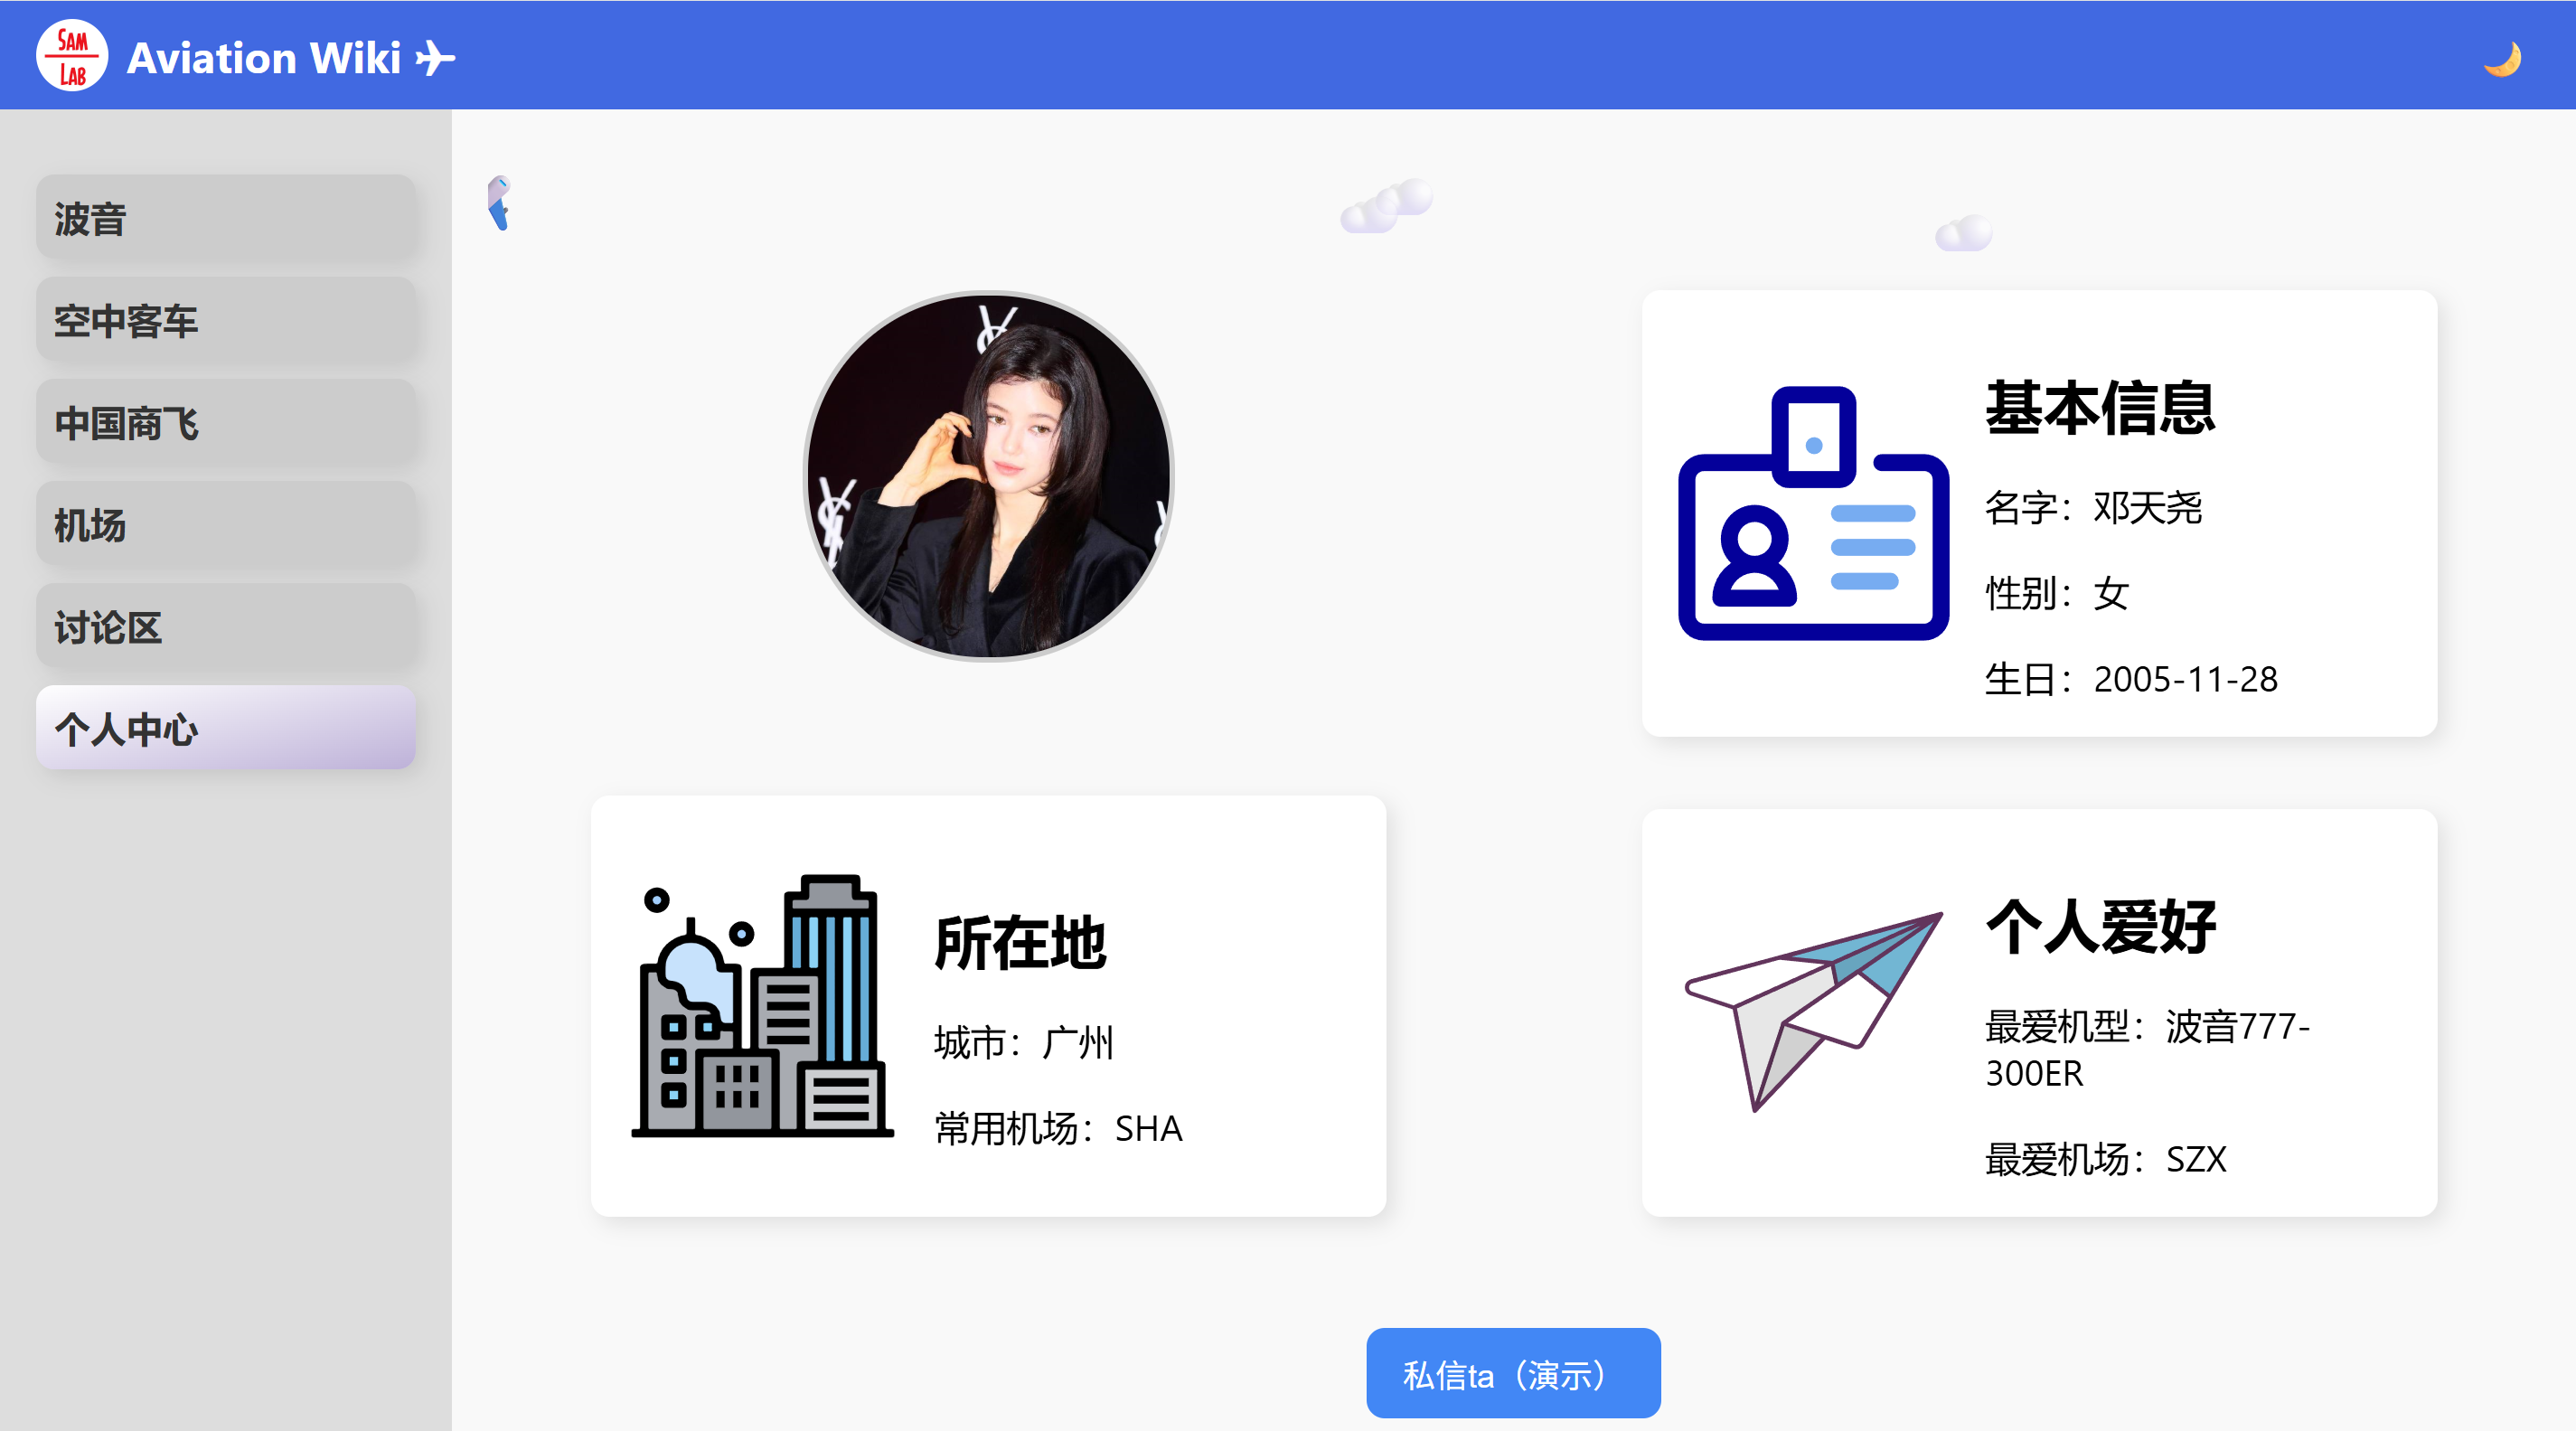 SAM
LAB
Aviation Wiki
波音
空中客车
中国商飞
机场
讨论区
个人中心
YSL
基本信息
名字：邓天尧
性别：女
生日：2005-11-28
所在地
城市：广州
常用机场：SHA
个人爱好
最爱机型：波音777-
300ER
最爱机场：SZX
私信ta（演示）